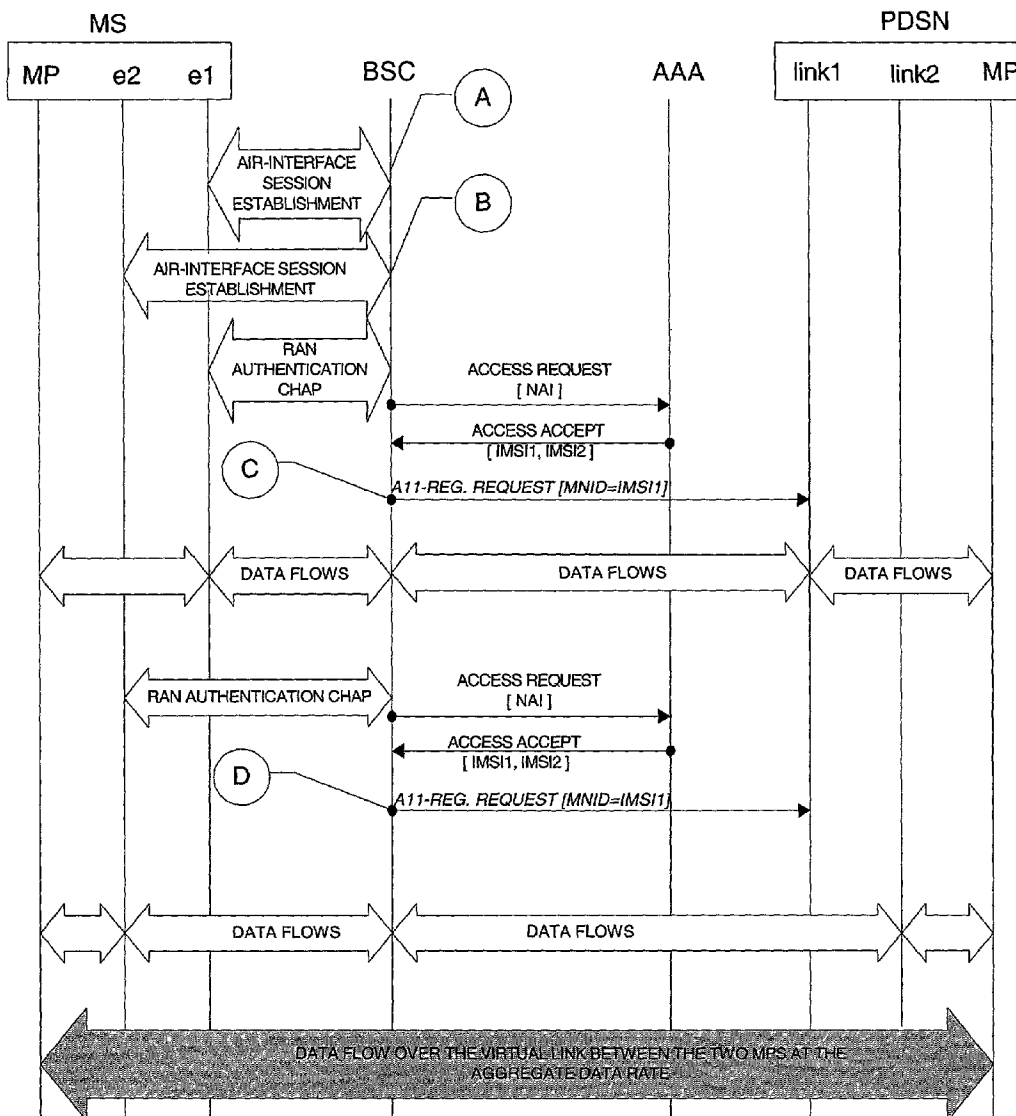 MS
PDSN
MP e2 e1
BSC
AAA
link1 link2 MP
A
AIR-INTERFACE
SESSION
ESTABLISHMENT
B
AIR-INTERFACE SESSION
ESTABLISHMENT
RAN
AUTHENTICATION
CHAP
ACCESS REQUEST
[ NAI ]
ACCESS ACCEPT
[ IMSI1, IMSI2 ]
C
A11-REG. REQUEST [MNID=IMSI1]
DATA FLOWS
DATA FLOWS
DATA FLOWS
RAN AUTHENTICATION CHAP
ACCESS REQUEST
[ NAI ]
ACCESS ACCEPT
[ IMSI1, IMSI2 ]
D
A11-REG. REQUEST [MNID=IMSI1]
DATA FLOWS
DATA FLOWS
DATA FLOW OVER THE VIRTUAL LINK BETWEEN THE TWO MPS AT THE
AGGREGATE DATA RATE